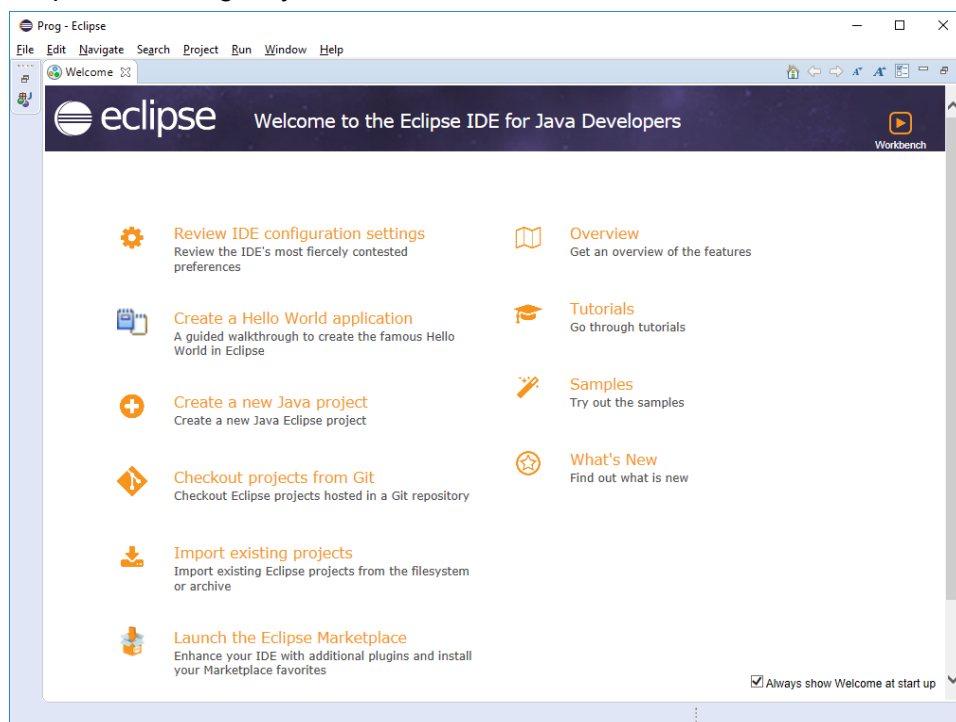 Prog - Eclipse
File Edit Navigate Search Project Run Window Help
Welcome
eclipse Welcome to the Eclipse IDE for Java Developers
Workbench
Review IDE configuration settings
Review the IDE's most fiercely contested
preferences
Create a Hello World application
A guided walkthrough to create the famous Hello
World in Eclipse
Create a new Java project
Create a new Java Eclipse project
Checkout projects from Git
Checkout Eclipse projects hosted in a Git repository
Import existing projects
Import existing Eclipse projects from the filesystem
or archive
Launch the Eclipse Marketplace
Enhance your IDE with additional plugins and install
your Marketplace favorites
Overview
Get an overview of the features
Tutorials
Go through tutorials
Samples
Try out the samples
What's New
Find out what is new
Always show Welcome at start up